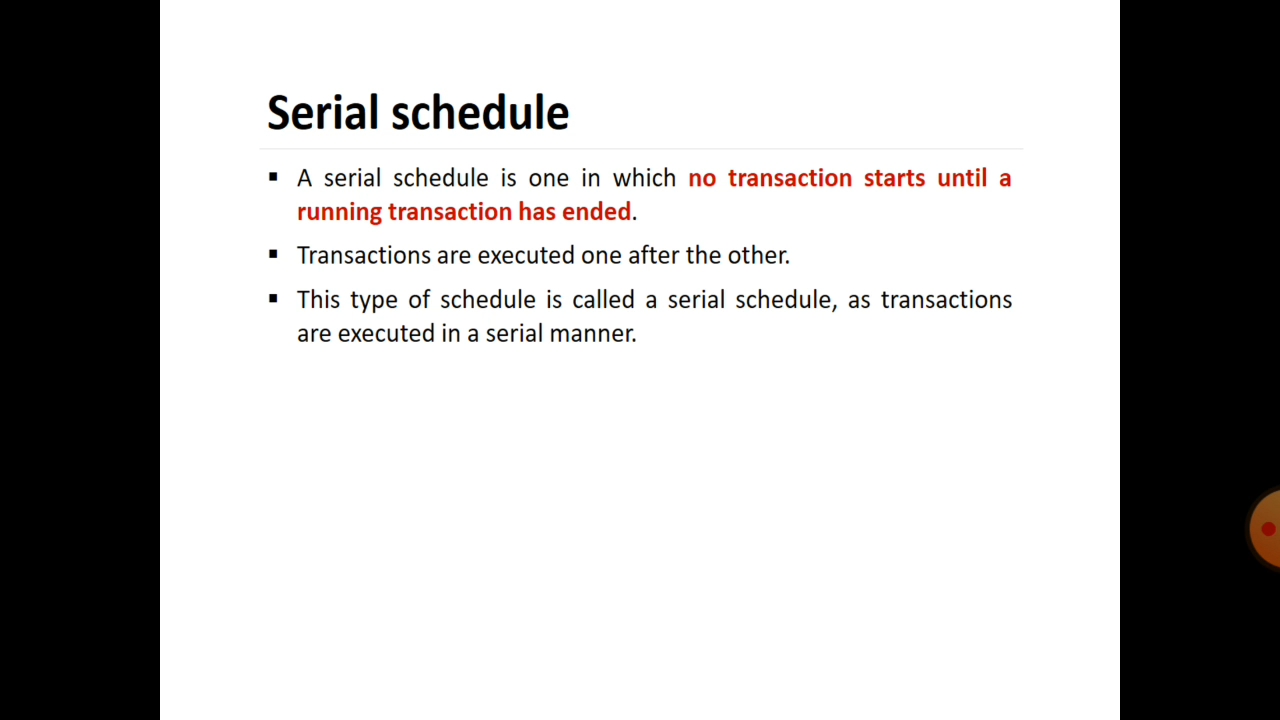 Serial schedule
▪ A serial schedule is one in which no transaction starts until a
running transaction has ended.
▪ Transactions are executed one after the other.
▪ This type of schedule is called a serial schedule, as transactions
are executed in a serial manner.